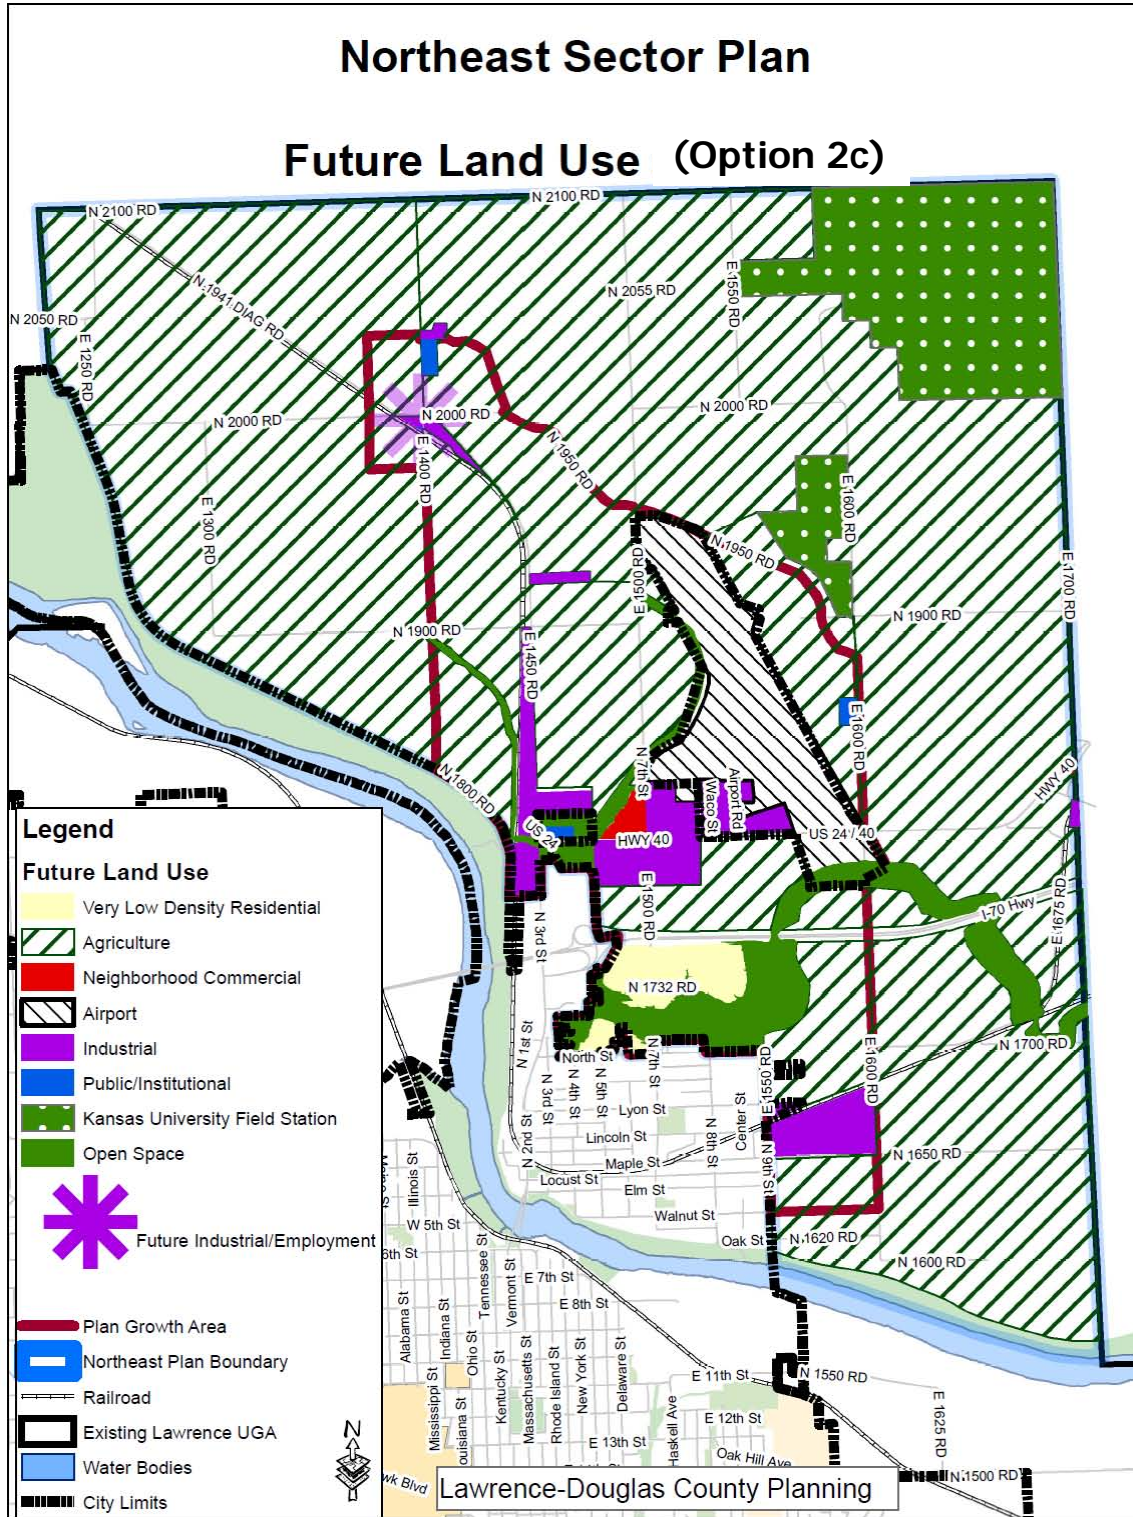 Northeast Sector Plan
Future Land Use (Option 2c)
N 2100 RD
N 2100 RD
N 1941 DIAG RD
E 1550 RD
N 2055 RD
N 2050 RD
E 1250 RD
N 2000 RD
N 2000 RD
N 2000 RD
E 1400 RD
N 1950 RD
E 1300 RD
E 1600 RD
N 1950 RD
E 1500 RD
E 1700 RD
N 1900 RD
N 1900 RD
E 1450 RD
E 1600 RD
N 7th St
N 1800 RD
Waco St
Airport Rd
HWY 40
US 24
HWY 40
US 24 / 40
E 1500 RD
I-70 Hwy
E 1675 RD
N 3rd St
N 1732 RD
N 1st St
North St
N 7th St
N 1700 RD
E 1600 RD
E 1550 RD
N 3rd St
N 4th St
N 5th St
Lyon St
N 8th St
Center St
Lincoln St
N 2nd St
Maple St
N 9th St
N 1650 RD
Locust St
Elm St
Illinois St
Walnut St
W 5th St
Oak St
N 1620 RD
6th St
N 1600 RD
Tennessee St
Vermont St
E 7th St
E 8th St
Alabama St
Indiana St
Ohio St
Kentucky St
Massachusetts St
Rhode Island St
New York St
Delaware St
E 11th St
N 1550 RD
Mississippi St
ouisiana St
Haskell Ave
E 12th St
E 1625 RD
E 13th St
Oak Hill Ave
wk Blvd
N 1500 RD
Legend
Future Land Use
Very Low Density Residential
Agriculture
Neighborhood Commercial
Airport
Industrial
Public/Institutional
Kansas University Field Station
Open Space
Future Industrial/Employment
Plan Growth Area
Northeast Plan Boundary
Railroad
Existing Lawrence UGA
Water Bodies
City Limits
N
Lawrence-Douglas County Planning